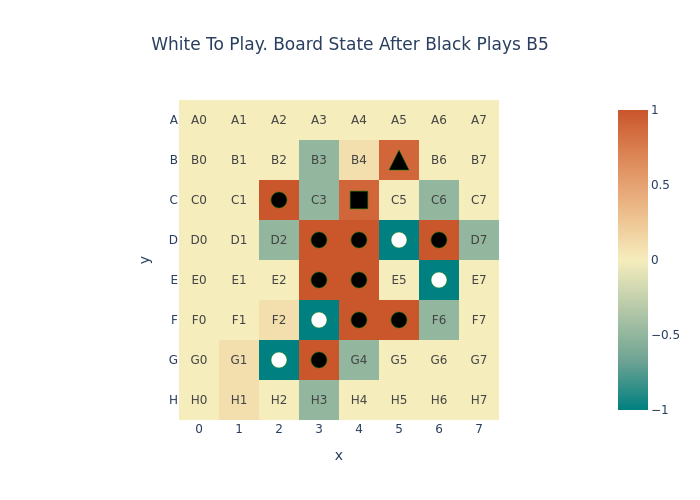 White To Play. Board State After Black Plays B5
A A0 A1 A2 A3 A4 A5 A6 A7
B B0 B1 B2 B3 B4 B6 B7
C C0 C1 C3 C5 C6 C7
D D0 D1 D2 D7
E E0 E1 E2 E5 E7
F F0 F1 F2 F6 F7
G G0 G1 G4 G5 G6 G7
H H0 H1 H2 H3 H4 H5 H6 H7
0 1 2 3 4 5 6 7
x
y
1
0.5
0
−0.5
−1